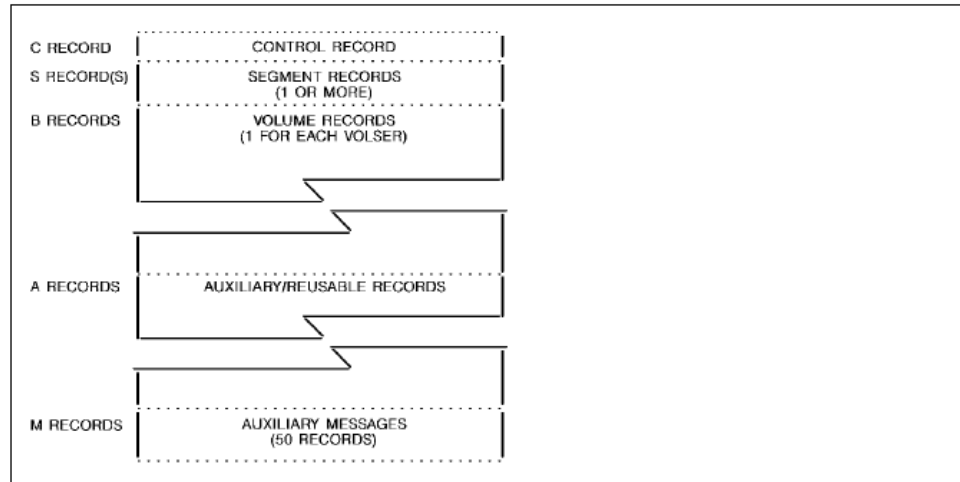 C RECORD CONTROL RECORD
S RECORD(S) SEGMENT RECORDS
(1 OR MORE)
B RECORDS VOLUME RECORDS
(1 FOR EACH VOLSER)
A RECORDS AUXILIARY/REUSABLE RECORDS
M RECORDS AUXILIARY MESSAGES
(50 RECORDS)